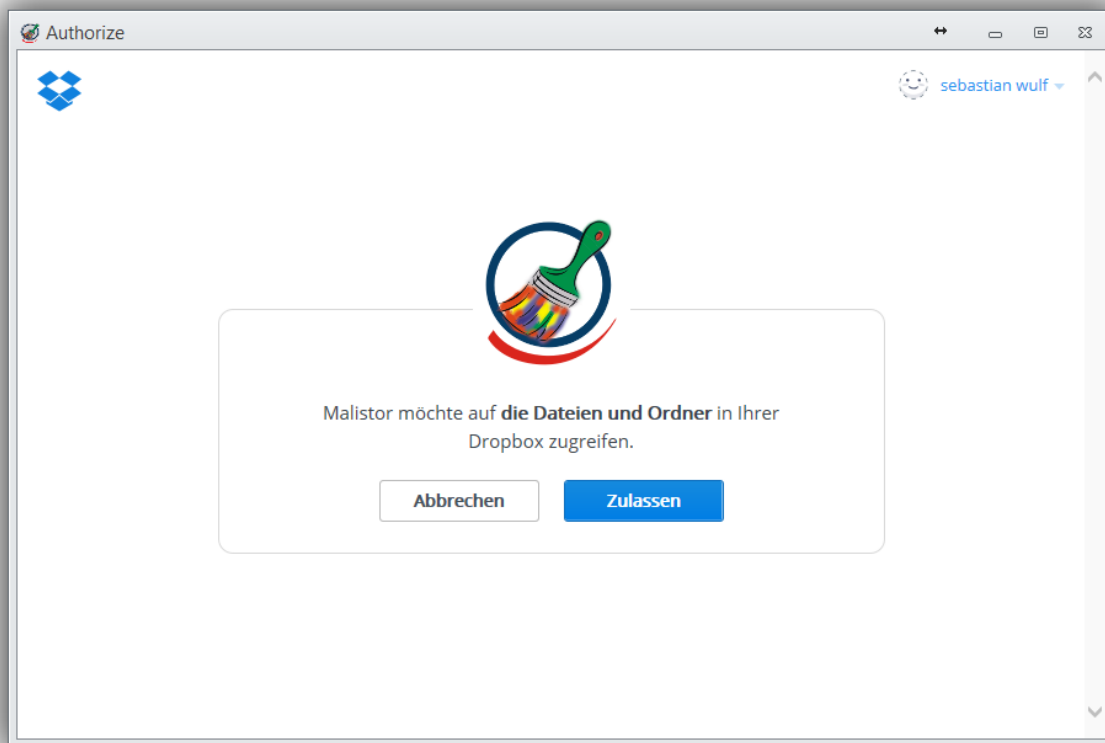 Authorize
sebastian wulf
Malistor möchte auf die Dateien und Ordner in Ihrer
Dropbox zugreifen.
Abbrechen
Zulassen